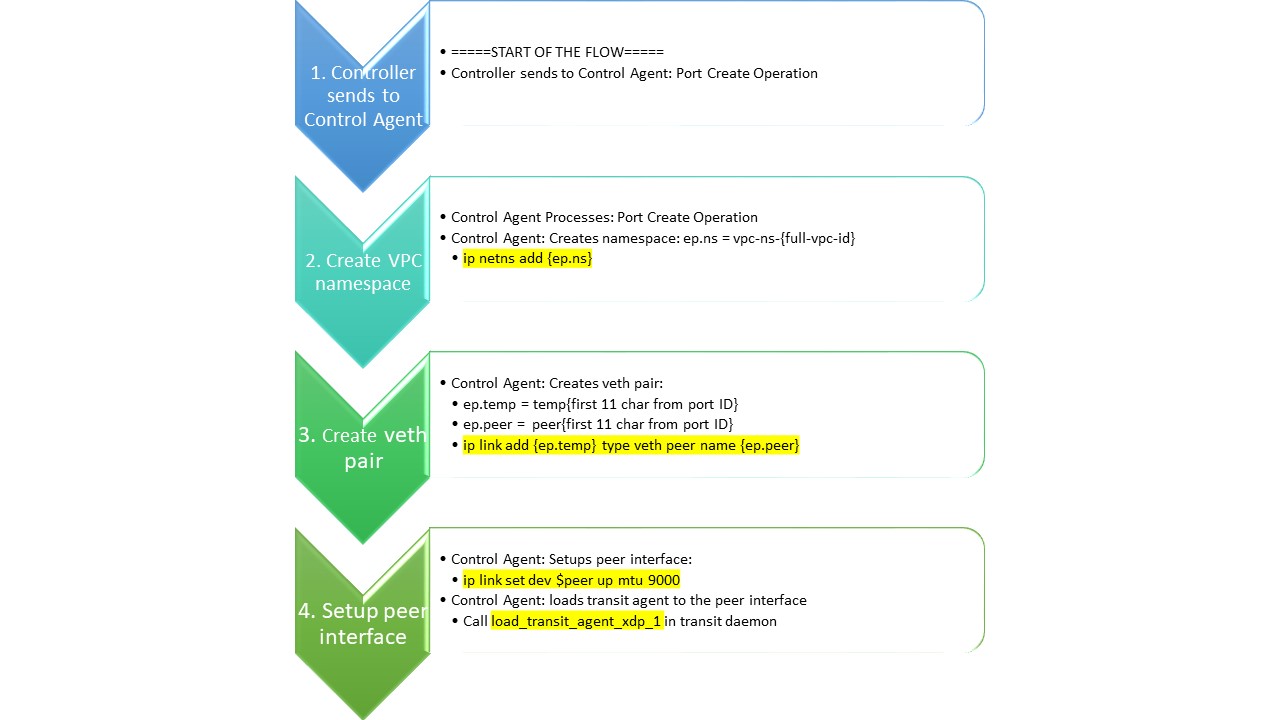 1. Controller
sends to
Control Agent
• =====START OF THE FLOW=====
• Controller sends to Control Agent: Port Create Operation
2. Create VPC
namespace
• Control Agent Processes: Port Create Operation
• Control Agent: Creates namespace: ep.ns = vpc-ns-{full-vpc-id}
• ip netns add {ep.ns}
3. Create veth
pair
• Control Agent: Creates veth pair:
• ep.temp = temp{first 11 char from port ID}
• ep.peer = peer{first 11 char from port ID}
• ip link add {ep.temp} type veth peer name {ep.peer}
4. Setup peer
interface
• Control Agent: Setups peer interface:
• ip link set dev $peer up mtu 9000
• Control Agent: loads transit agent to the peer interface
• Call load_transit_agent_xdp_1 in transit daemon